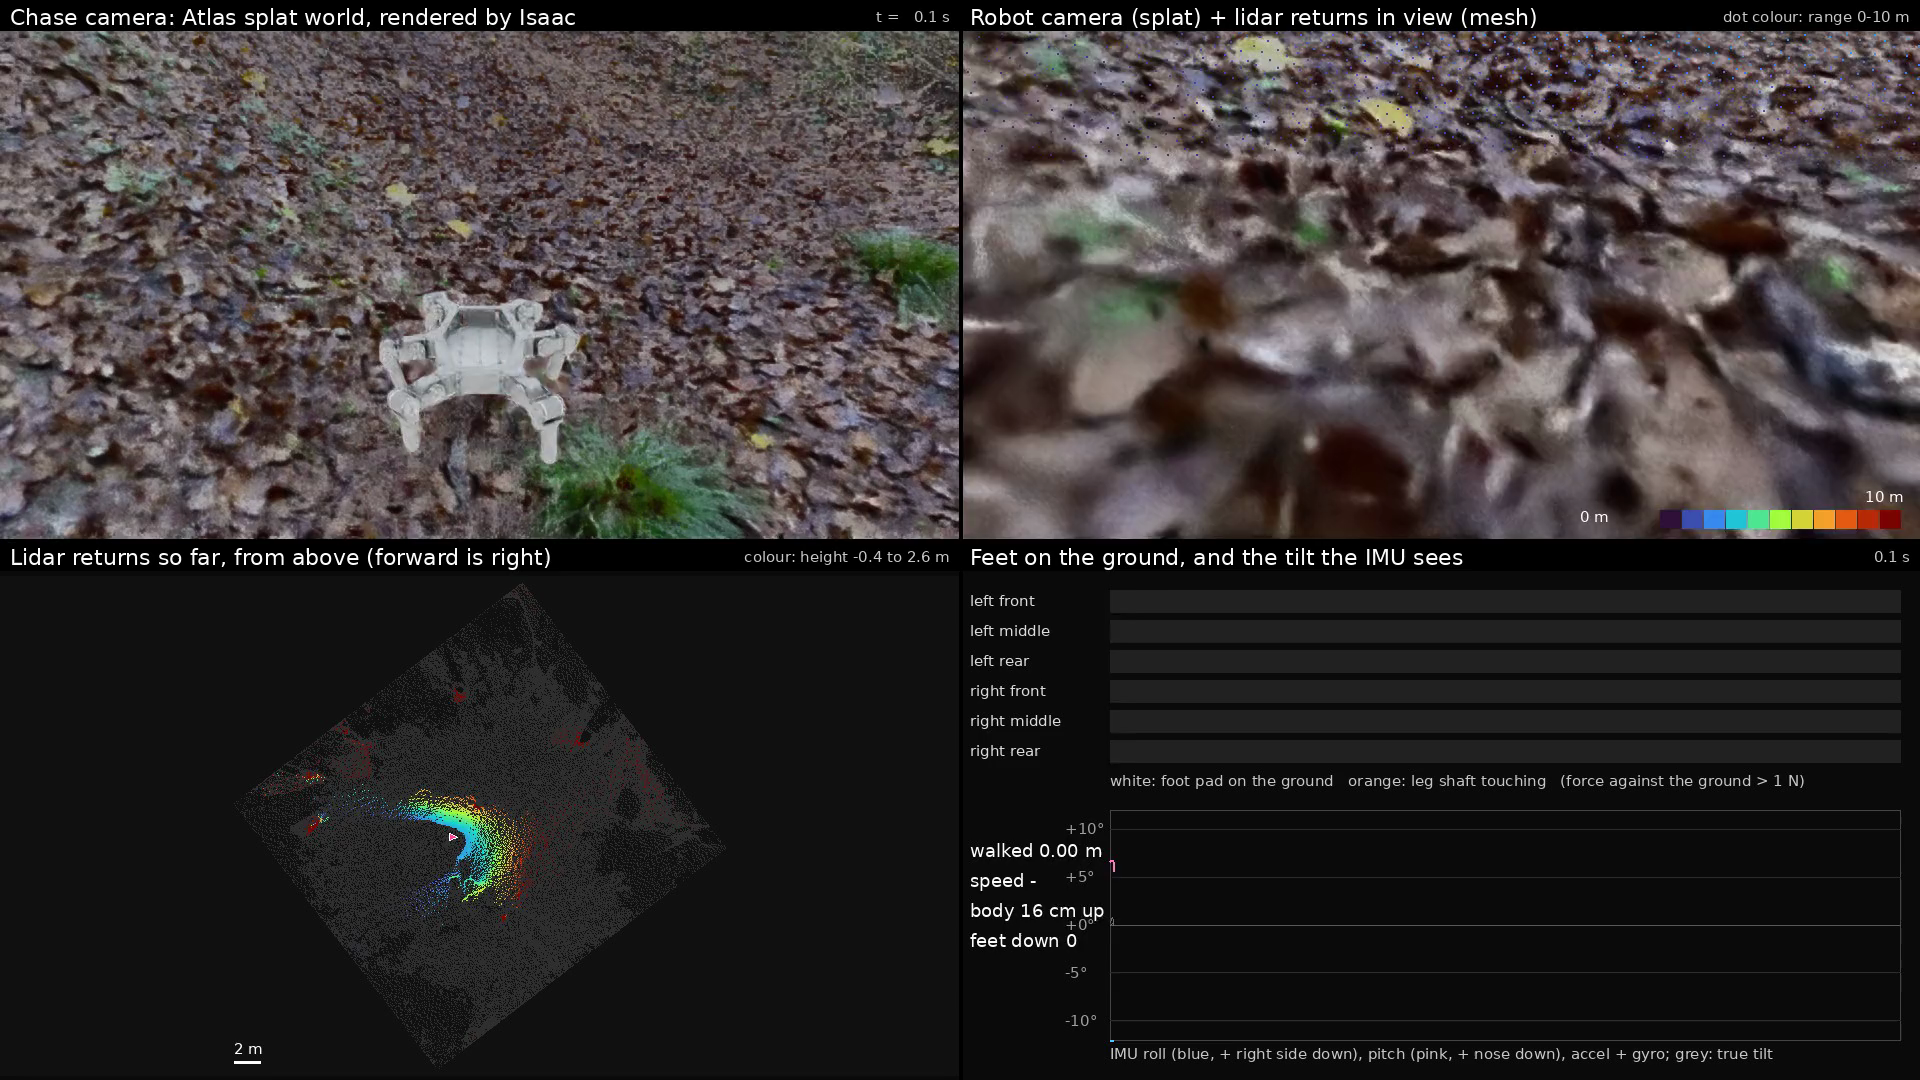 Chase camera: Atlas splat world, rendered by Isaac
t =   0.1 s
Robot camera (splat) + lidar returns in view (mesh)
dot colour: range 0-10 m
10 m
0 m
Lidar returns so far, from above (forward is right)
colour: height -0.4 to 2.6 m
2 m
Feet on the ground, and the tilt the IMU sees
0.1 s
left front
left middle
left rear
right front
right middle
right rear
white: foot pad on the ground   orange: leg shaft touching   (force against the ground > 1 N)
walked 0.00 m
speed -
body 16 cm up
feet down 0
+10°
+5°
+0°
-5°
-10°
IMU roll (blue, + right side down), pitch (pink, + nose down), accel + gyro; grey: true tilt